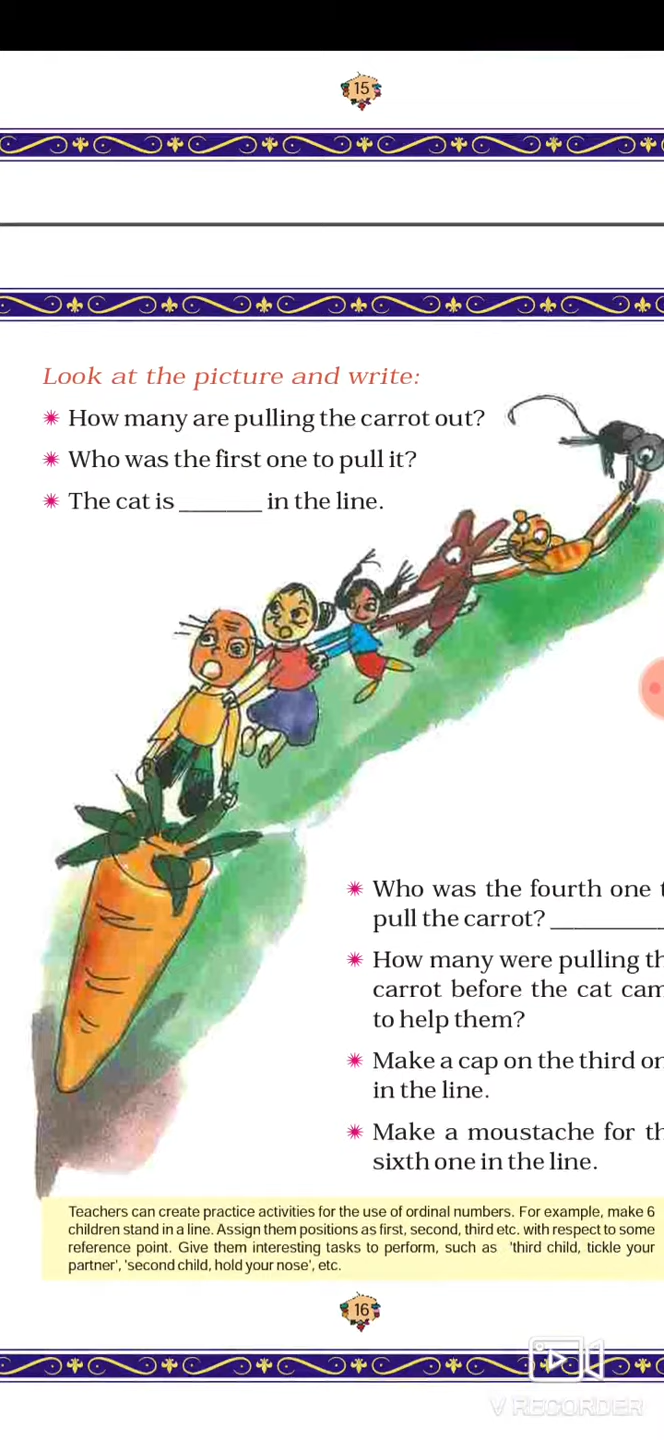 15
Look at the picture and write:
How many are pulling the carrot out?
Who was the first one to pull it?
The cat is ______ in the line.
Who was the fourth one
pull the carrot? _________
How many were pulling
carrot before the cat
to help them?
Make a cap on the third
in the line.
Make a moustache for
sixth one in the line.
Teachers can create practice activities for the use of ordinal numbers. For example, make 6
children stand in a line. Assign them positions as first, second, third etc. with respect to some
reference point. Give them interesting tasks to perform, such as 'third child, tickle your
partner', 'second child, hold your nose', etc.
16
V RECORDER